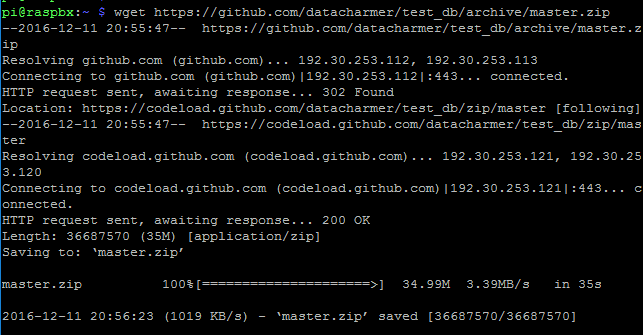 pi@raspbx:~ $ wget https://github.com/datacharmer/test_db/archive/master.zip
--2016-12-11 20:55:47--  https://github.com/datacharmer/test_db/archive/master.z
ip
Resolving github.com (github.com)... 192.30.253.112, 192.30.253.113
Connecting to github.com (github.com)|192.30.253.112|:443... connected.
HTTP request sent, awaiting response... 302 Found
Location: https://codeload.github.com/datacharmer/test_db/zip/master [following]
--2016-12-11 20:55:47--  https://codeload.github.com/datacharmer/test_db/zip/mas
ter
Resolving codeload.github.com (codeload.github.com)... 192.30.253.121, 192.30.25
3.120
Connecting to codeload.github.com (codeload.github.com)|192.30.253.121|:443... c
onnected.
HTTP request sent, awaiting response... 200 OK
Length: 36687570 (35M) [application/zip]
Saving to: ‘master.zip’
master.zip          100%[=====================>]  34.99M  3.39MB/s   in 35s
2016-12-11 20:56:23 (1019 KB/s) - ‘master.zip’ saved [36687570/36687570]